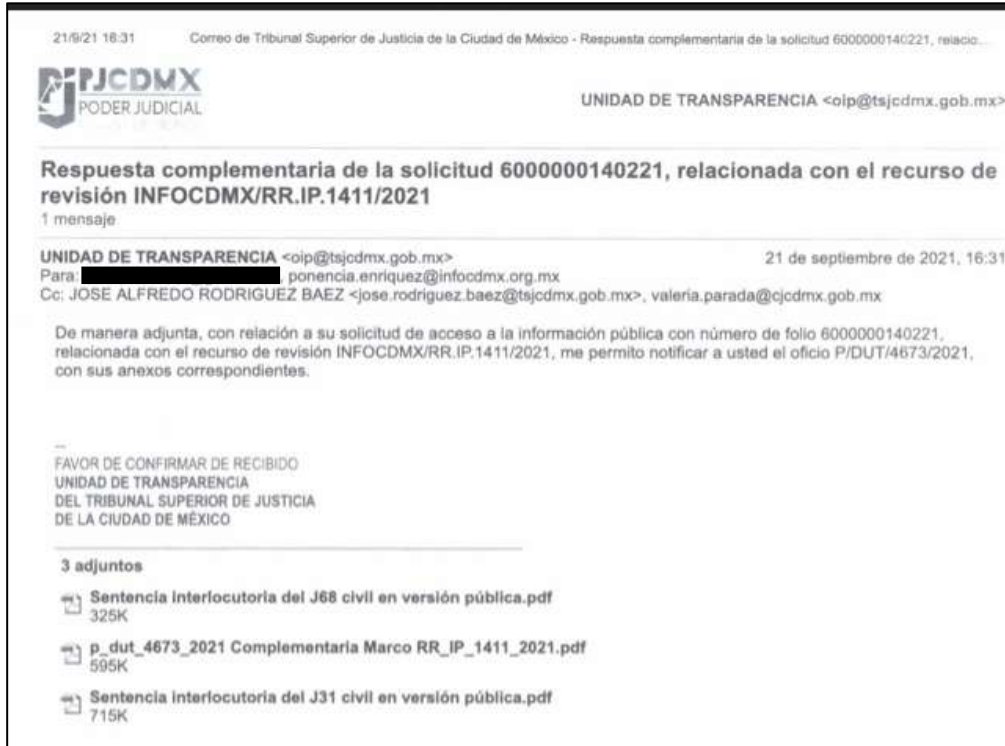 21/9/21 16:31 Correo de Tribunal Superior de Justicia de la Ciudad de México - Respuesta complementaria de la solicitud 6000000140221, relacio...
PJCDMX
PODER JUDICIAL
UNIDAD DE TRANSPARENCIA <oip@tsjcdmx.gob.mx>
Respuesta complementaria de la solicitud 6000000140221, relacionada con el recurso de
revisión INFOCDMX/RR.IP.1411/2021
1 mensaje
UNIDAD DE TRANSPARENCIA <oip@tsjcdmx.gob.mx> 21 de septiembre de 2021, 16:31
Para: , ponencia.enriquez@infocdmx.org.mx
Cc: JOSE ALFREDO RODRIGUEZ BAEZ <jose.rodriguez.baez@tsjcdmx.gob.mx>, valeria.parada@cjcdmx.gob.mx
De manera adjunta, con relación a su solicitud de acceso a la información pública con número de folio 6000000140221,
relacionada con el recurso de revisión INFOCDMX/RR.IP.1411/2021, me permito notificar a usted el oficio P/DUT/4673/2021,
con sus anexos correspondientes.
--
FAVOR DE CONFIRMAR DE RECIBIDO
UNIDAD DE TRANSPARENCIA
DEL TRIBUNAL SUPERIOR DE JUSTICIA
DE LA CIUDAD DE MÉXICO
3 adjuntos
Sentencia interlocutoria del J68 civil en versión pública.pdf
325K
p_dut_4673_2021 Complementaria Marco RR_IP_1411_2021.pdf
595K
Sentencia interlocutoria del J31 civil en versión pública.pdf
715K